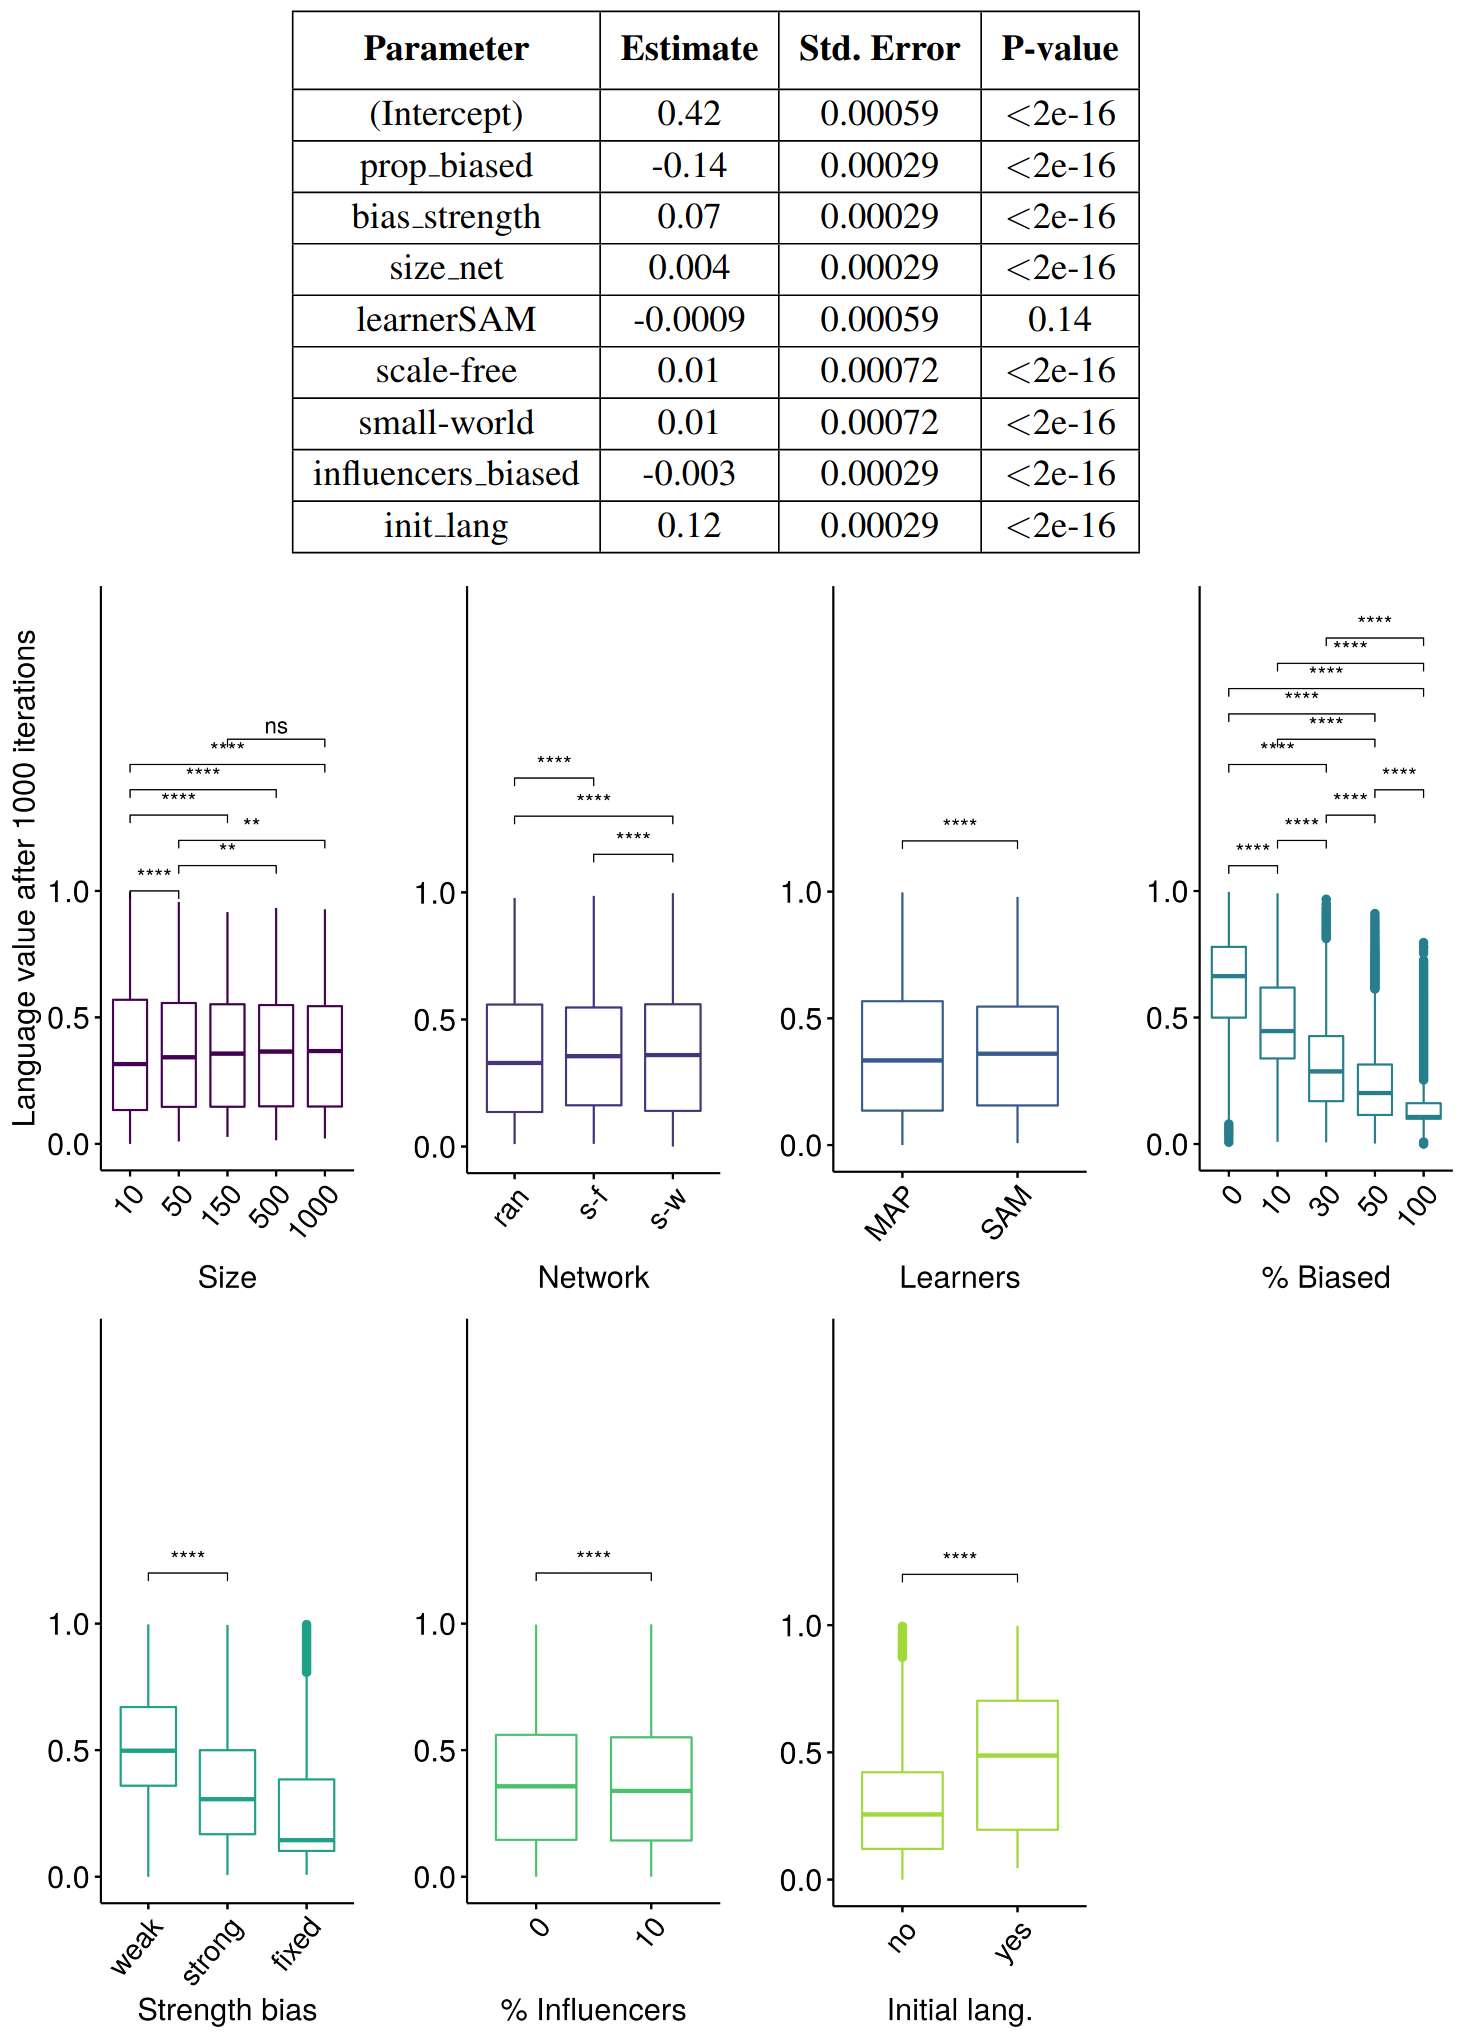 Parameter Estimate Std. Error P-value
(Intercept) 0.42 0.00059 <2e-16
prop_biased -0.14 0.00029 <2e-16
bias_strength 0.07 0.00029 <2e-16
size_net 0.004 0.00029 <2e-16
learnerSAM -0.0009 0.00059 0.14
scale-free 0.01 0.00072 <2e-16
small-world 0.01 0.00072 <2e-16
influencers_biased -0.003 0.00029 <2e-16
init_lang 0.12 0.00029 <2e-16
Language value after 1000 iterations
ns
****
****
****
**
**
****
1.0
0.5
0.0
10 50 150 500 1000
Size
****
****
****
1.0
0.5
0.0
ran s-f s-w
Network
****
1.0
0.5
0.0
MAP SAM
Learners
****
****
****
****
****
****
****
****
****
****
1.0
0.5
0.0
0 10 30 50 100
% Biased
****
1.0
0.5
0.0
weak strong fixed
Strength bias
****
1.0
0.5
0.0
0 10
% Influencers
****
1.0
0.5
0.0
no yes
Initial lang.